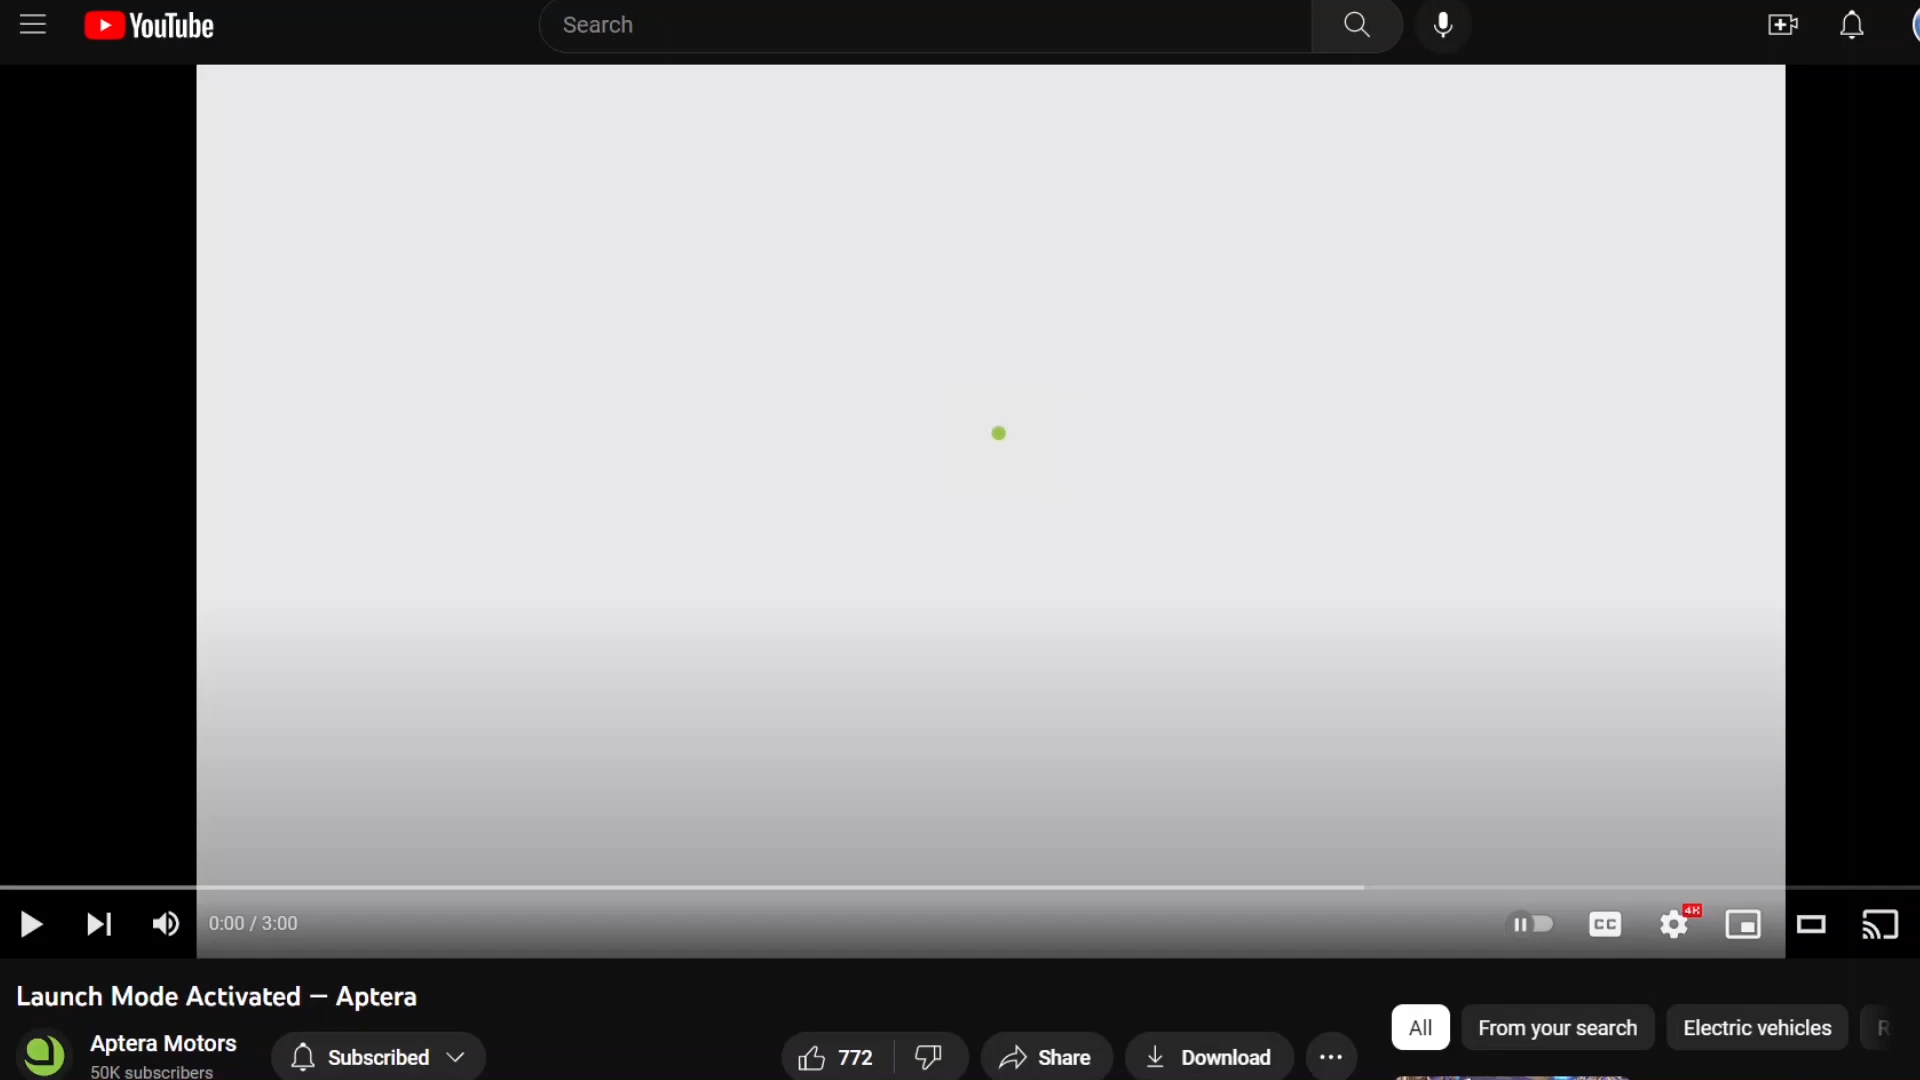 YouTube
Search
0:00 / 3:00
CC
4K
Launch Mode Activated – Aptera
Aptera Motors
50K subscribers
Subscribed
772
Share
Download
All
From your search
Electric vehicles
R